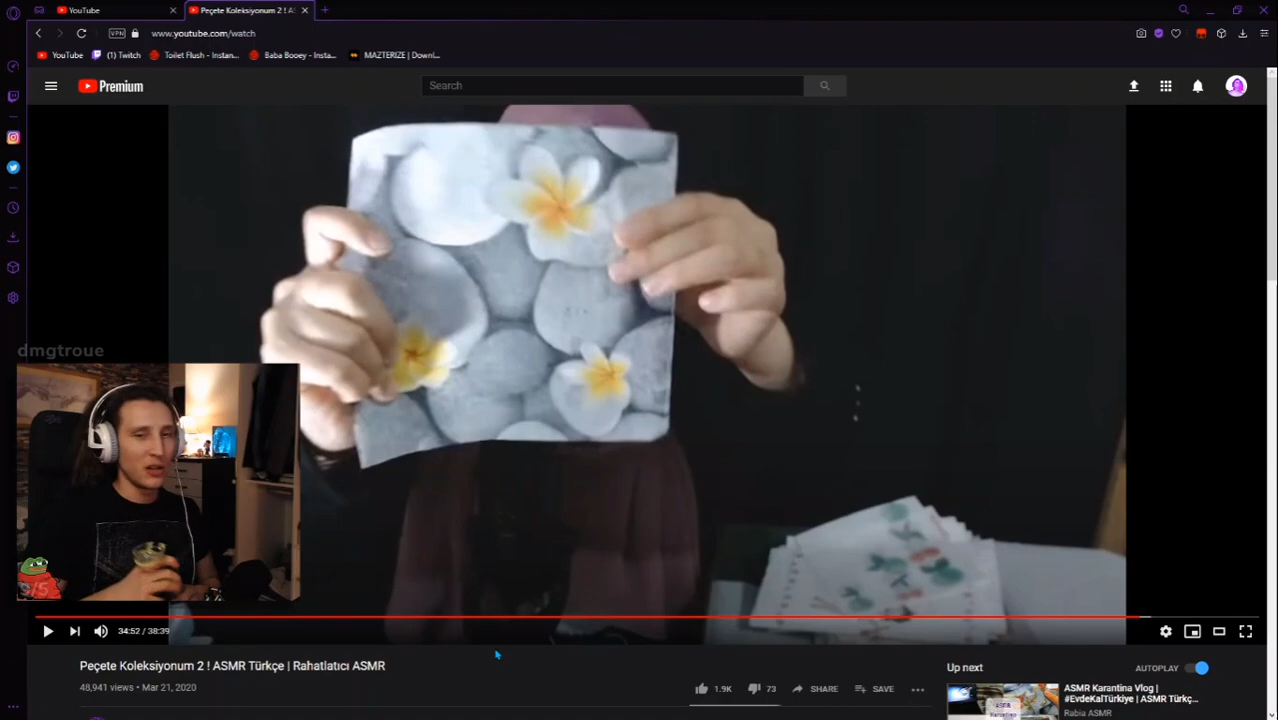 YouTube
Peçete Koleksiyonum 2 ! A
VPN
www.youtube.com/watch
YouTube
(1) Twitch
Toilet Flush - Instan...
Baba Booey - Insta...
MAZTERIZE | Downl...
Premium
Search
dmgtroue
34:52 / 38:39
Peçete Koleksiyonum 2 ! ASMR Türkçe | Rahatlatıcı ASMR
48,941 views • Mar 21, 2020
1.9K
73
SHARE
SAVE
Up next
AUTOPLAY
ASMR Karantina Vlog |
#EvdeKalTürkiye | ASMR Türkç...
Rabia ASMR